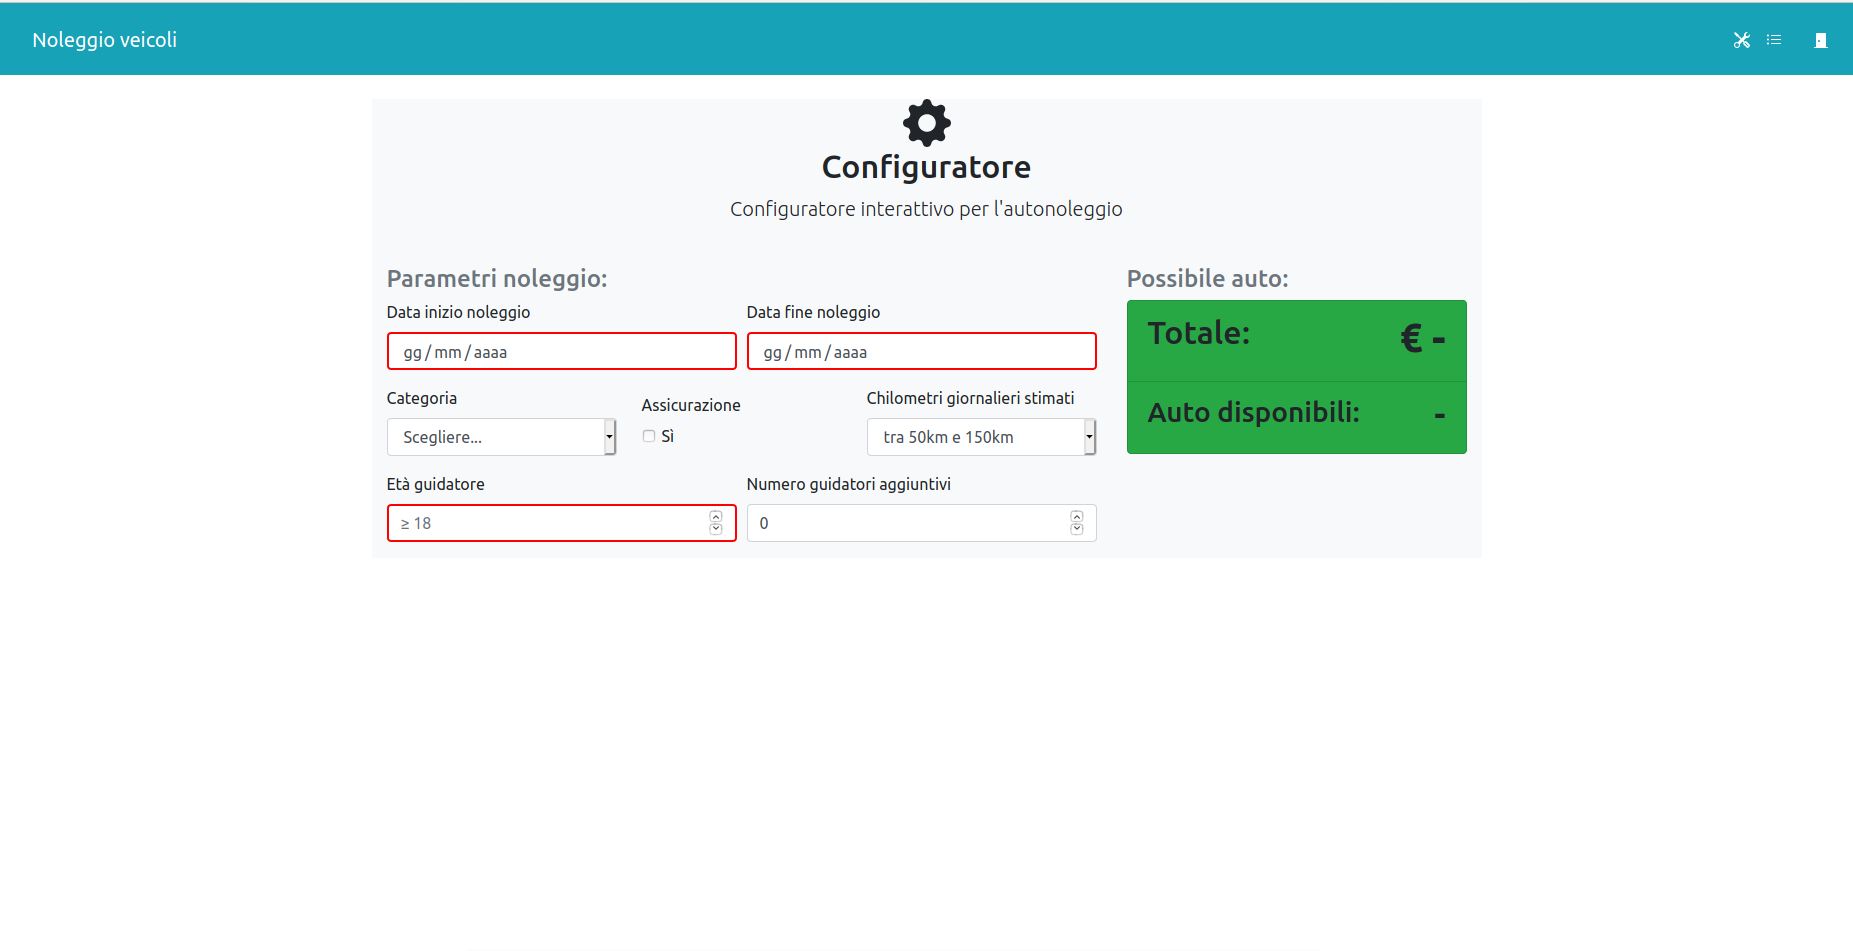 Noleggio veicoli
Configuratore
Configuratore interattivo per l'autonoleggio
Parametri noleggio:
Data inizio noleggio
Data fine noleggio
gg / mm / aaaa
gg / mm / aaaa
Categoria
Assicurazione
Chilometri giornalieri stimati
Scegliere...
Sì
tra 50km e 150km
Età guidatore
Numero guidatori aggiuntivi
≥ 18
0
Possibile auto:
Totale: € -
Auto disponibili: -